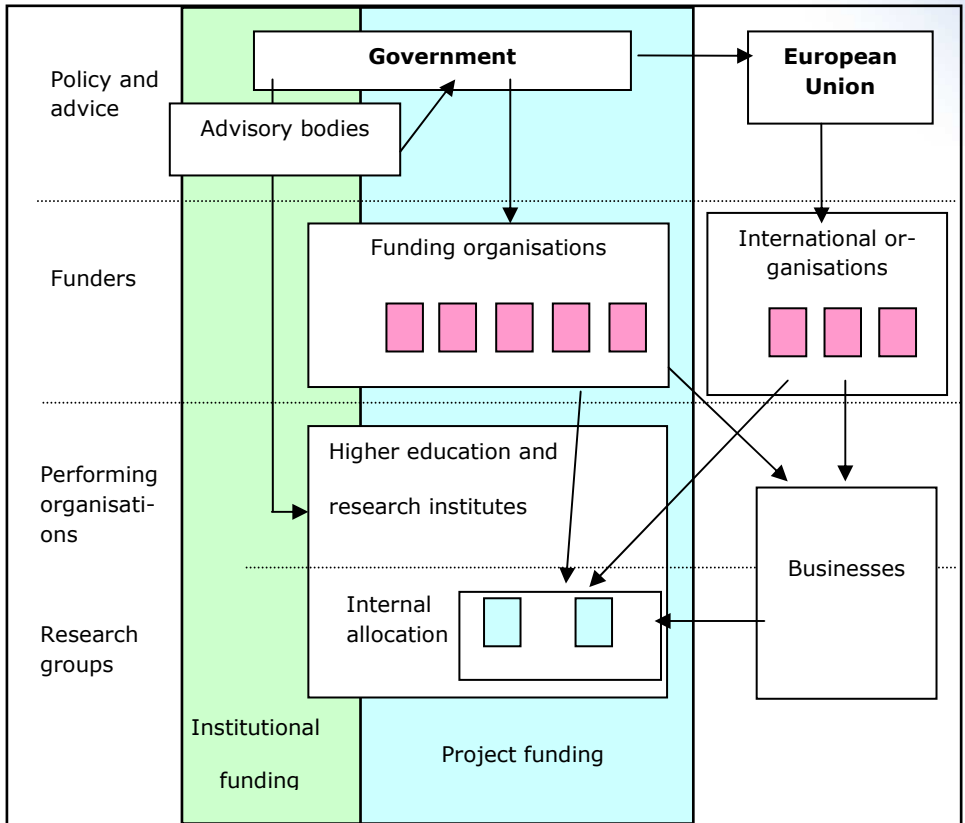 Policy and
advice
Government
European
Union
Advisory bodies
Funders
Funding organisations
International or-
ganisations
Performing
organisati-
ons
Higher education and
research institutes
Businesses
Research
groups
Internal
allocation
Institutional
funding
Project funding